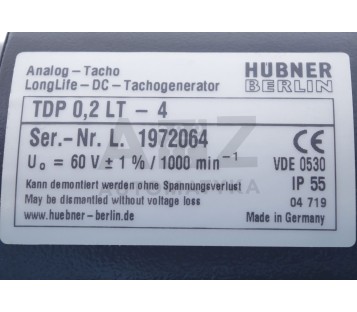 Analog - Tacho
LongLife - DC - Tachogenerator
HÜBNER
BERLIN
TDP 0,2 LT - 4
Ser.-Nr. L. 1972064
CE
U₀ = 60 V ± 1 % / 1000 min⁻¹
VDE 0530
Kann demontiert werden ohne Spannungsverlust
IP 55
May be dismantled without voltage loss
04 719
www.huebner-berlin.de
Made in Germany
AUTOMATYKA